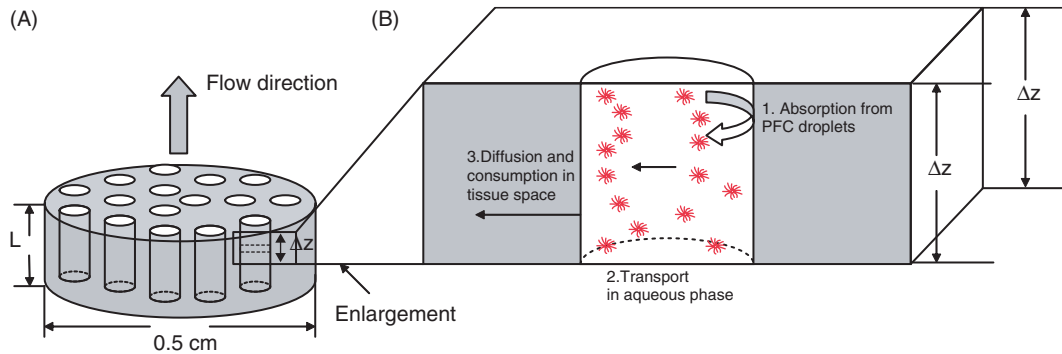 (A)
Flow direction
L
Δz
0.5 cm
Enlargement
(B)
1. Absorption from
PFC droplets
3.Diffusion and
consumption in
tissue space
2.Transport
in aqueous phase
Δz
Δz